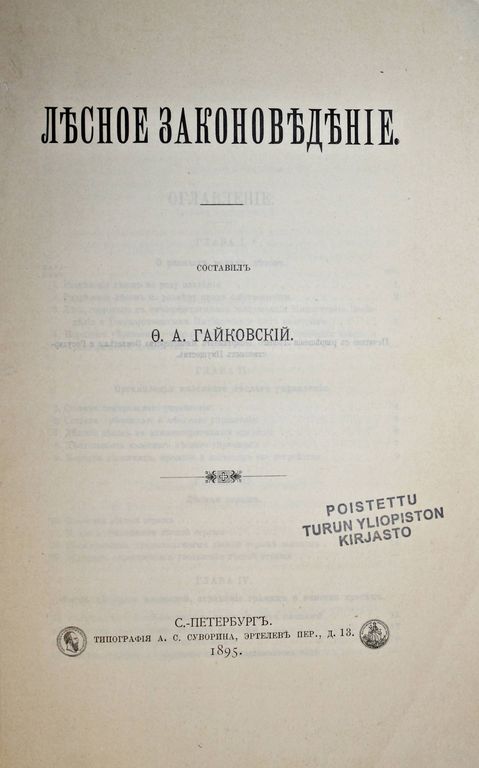 ЛѢСНОЕ ЗАКОНОВѢДѢНІЕ.
СОСТАВИЛЪ
Ѳ. А. ГАЙКОВСКІЙ.
POISTETTU
TURUN YLIOPISTON
KIRJASTO
С.-ПЕТЕРБУРГЪ.
ТИПОГРАФІЯ А. С. СУВОРИНА, ЭРТЕЛЕВЪ ПЕР., Д. 13.
1895.